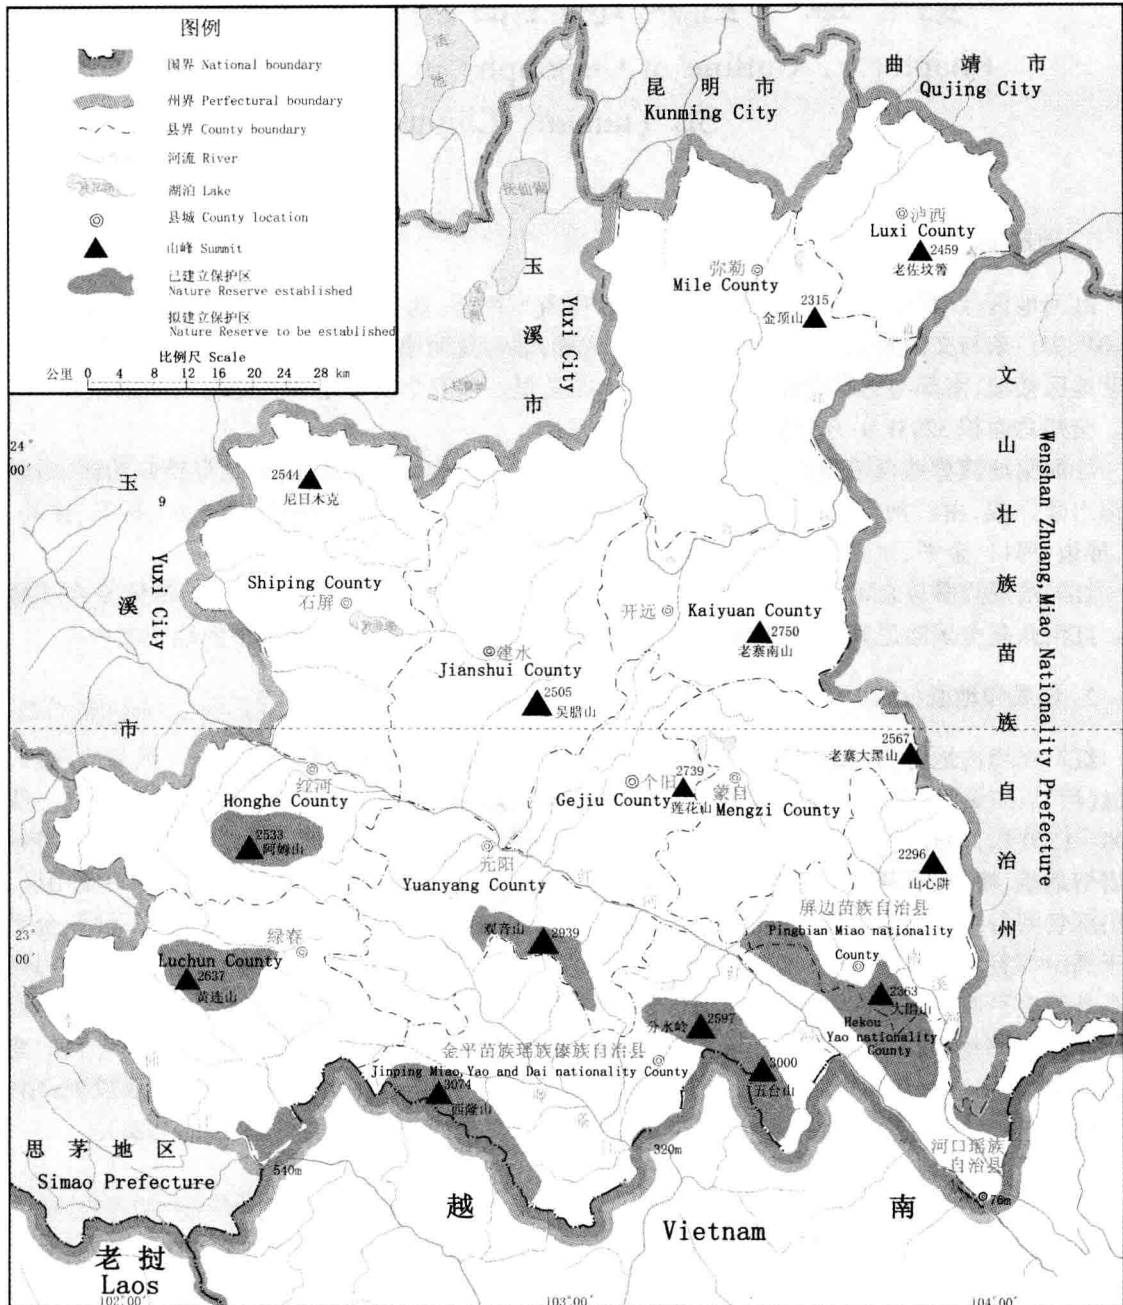 图例
国界 National boundary
州界 Perfectural boundary
县界 County boundary
河流 River
湖泊 Lake
县城 County location
山峰 Summit
已建立保护区
Nature Reserve established
拟建立保护区
Nature Reserve to be established
比例尺 Scale
公里 0 4 12 20 28 km
昆明市
Kunming City
曲靖市
Qujing City
抚仙湖
玉溪市
Yuxi City
泸西
Luxi County
2459
老佐坟箐
弥勒
Mile County
2315
金顶山
文山壮族苗族自治州
Wenshan Zhuang,Miao Nationality Prefecture
24°
00′
玉溪市
9
Yuxi City
2544
尼日木克
Shiping County
石屏
开远
Kaiyuan County
2750
老寨南山
建水
Jianshui County
2505
吴腊山
2567
老寨大黑山
红河
Honghe County
2533
阿姆山
个旧
Gejiu County
2739
莲花山
蒙自
Mengzi County
元阳
Yuanyang County
红
河
2296
山心阱
屏边苗族自治县
Pingbian Miao nationality
County
23°
00′
绿春
Luchun County
2637
黄连山
观音山
2939
2363
大围山
Hekou
Yao nationality
County
分水岭
2597
金平苗族瑶族傣族自治县
Jinping Miao,Yao and Dai nationality County
3074
西隆山
3000
五台山
思茅地区
Simao Prefecture
540m
320m
河口瑶族
自治县
76m
越南
Vietnam
老挝
Laos
102°00′
103°00′
104°00′